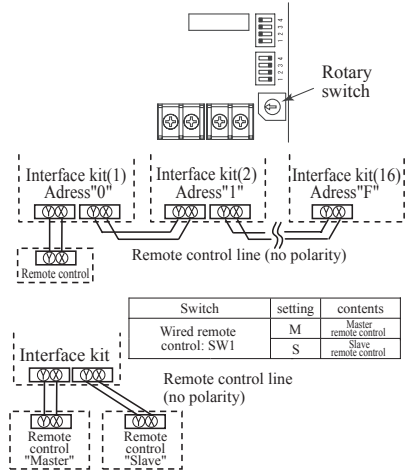 1 2 3 4
1 2 3 4
Rotary
switch
Interface kit(1)
Adress"0"
Interface kit(2)
Adress"1"
Interface kit(16)
Adress"F"
Y X Y X
Y X Y X
Y X
Remote control line (no polarity)
Y X
Remote control
Switch setting contents
Wired remote control: SW1 M Master remote control
S Slave remote control
Interface kit
Y X Y X
Remote control line
(no polarity)
Y X Y X
Remote control "Master"
Remote control "Slave"